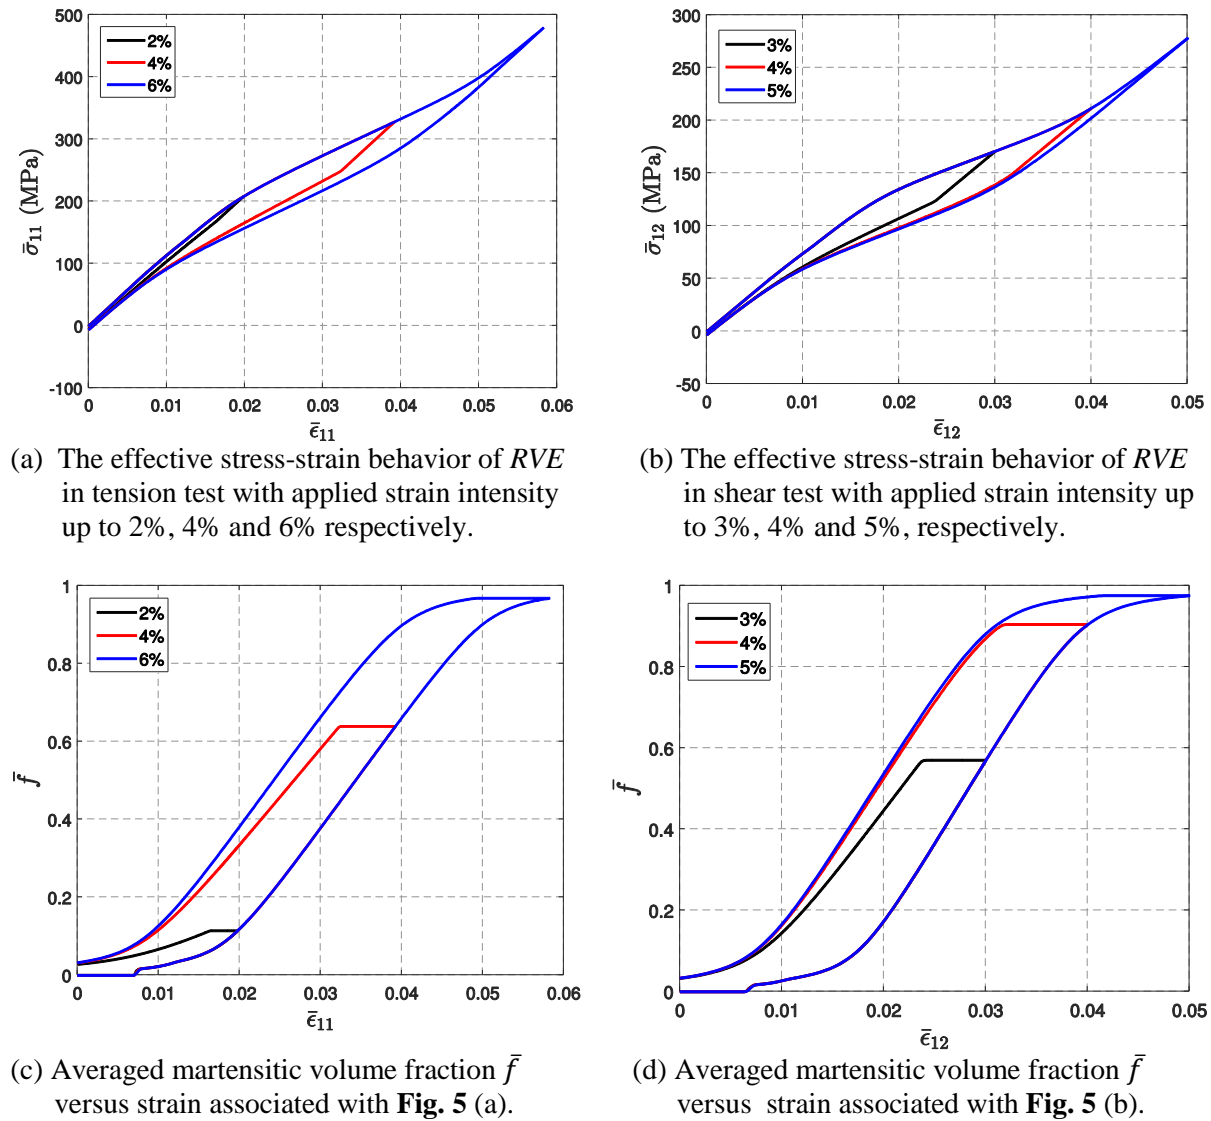 500
400
300
200
100
0
-100
σ̄₁₁ (MPa)
2%
4%
6%
0 0.01 0.02 0.03 0.04 0.05 0.06
ε̄₁₁
300
250
200
150
100
50
0
-50
σ̄₁₂ (MPa)
3%
4%
5%
0 0.01 0.02 0.03 0.04 0.05
ε̄₁₂
(a) The effective stress-strain behavior of RVE
in tension test with applied strain intensity
up to 2%, 4% and 6% respectively.
(b) The effective stress-strain behavior of RVE
in shear test with applied strain intensity up
to 3%, 4% and 5%, respectively.
1
0.8
0.6
0.4
0.2
0
f̄
2%
4%
6%
0 0.01 0.02 0.03 0.04 0.05 0.06
ε̄₁₁
1
0.8
0.6
0.4
0.2
0
f̄
3%
4%
5%
0 0.01 0.02 0.03 0.04 0.05
ε̄₁₂
(c) Averaged martensitic volume fraction f̄
versus strain associated with Fig. 5 (a).
(d) Averaged martensitic volume fraction f̄
versus strain associated with Fig. 5 (b).